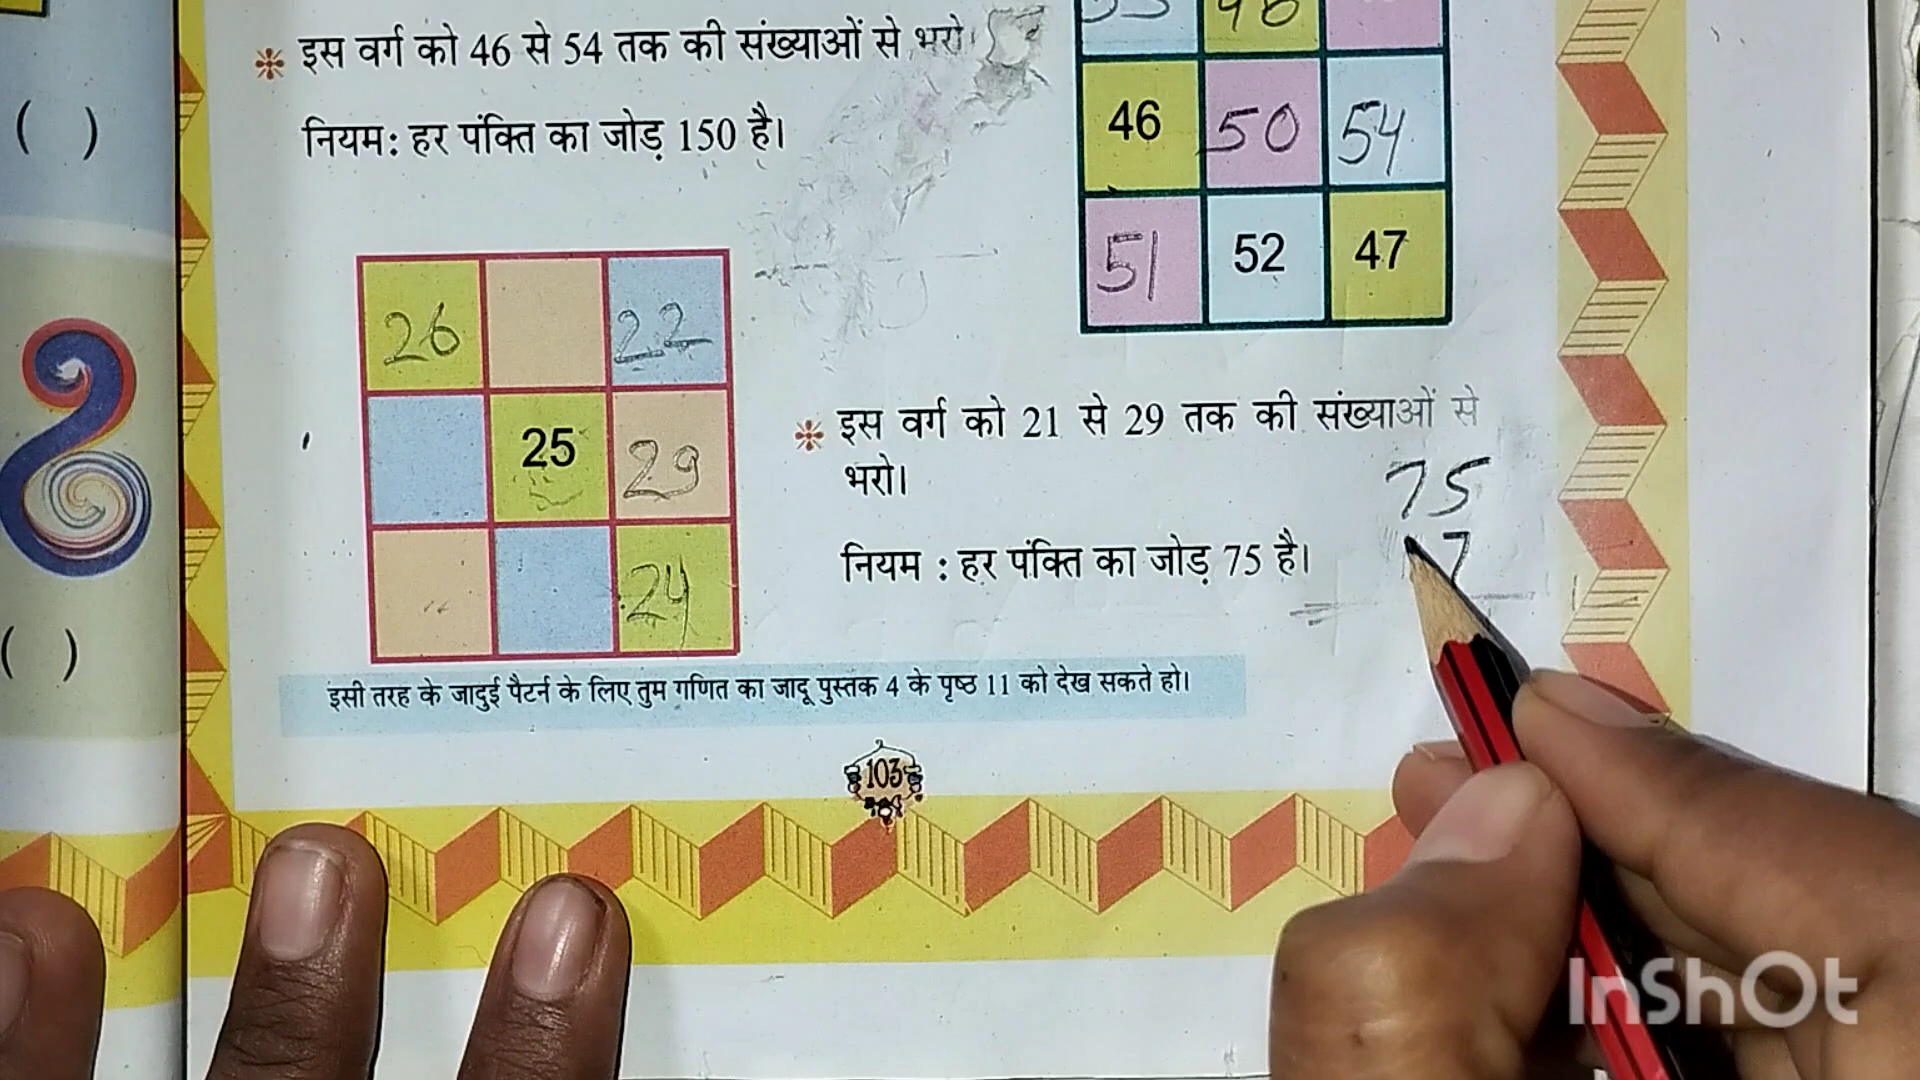 इस वर्ग को 46 से 54 तक की संख्याओं से भरो।
नियम: हर पंक्ति का जोड़ 150 है।
46 50 54
51 52 47
26 22
25 29
24
इस वर्ग को 21 से 29 तक की संख्याओं से
भरो।
75
7
नियम : हर पंक्ति का जोड़ 75 है।
इसी तरह के जादुई पैटर्न के लिए तुम गणित का जादू पुस्तक 4 के पृष्ठ 11 को देख सकते हो।
103
( )
( )
InShOt